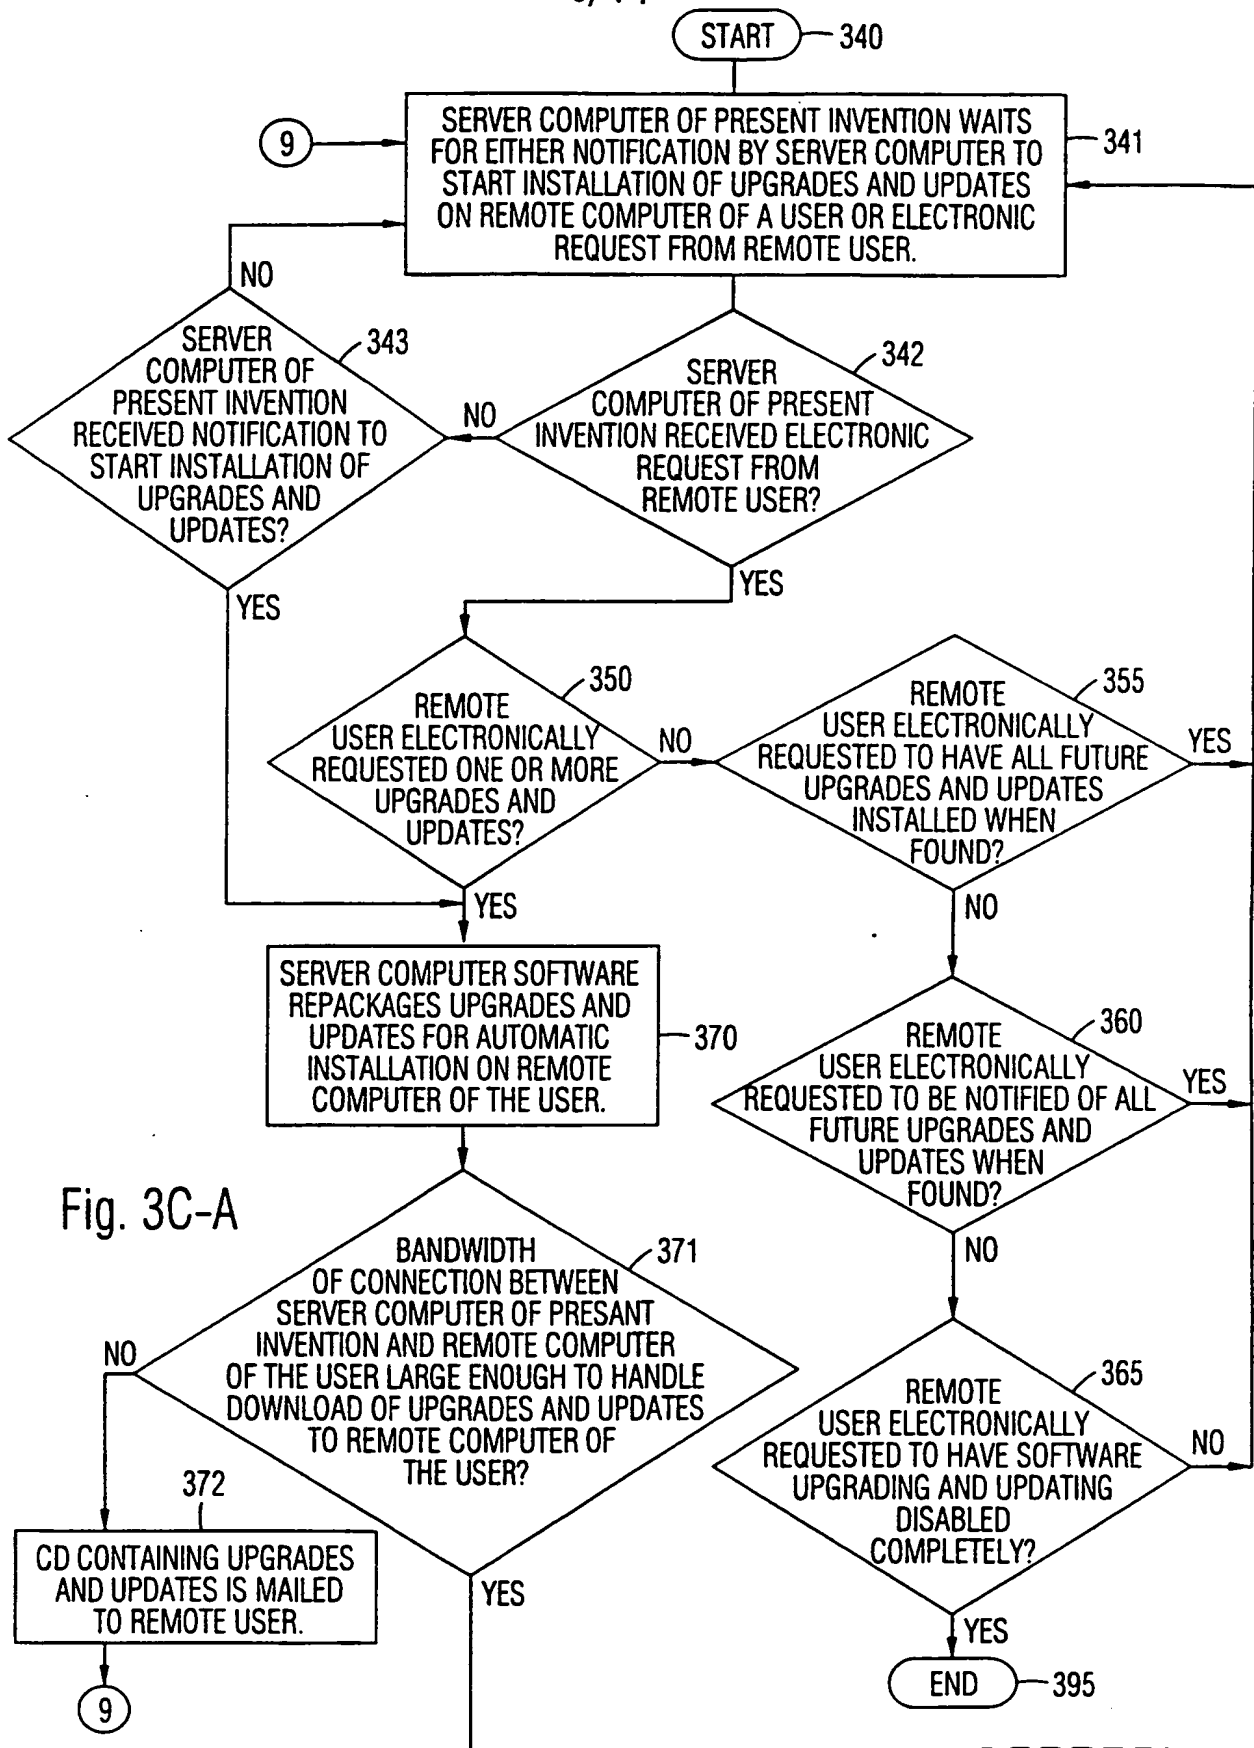 START
340
SERVER COMPUTER OF PRESENT INVENTION WAITS
FOR EITHER NOTIFICATION BY SERVER COMPUTER TO
START INSTALLATION OF UPGRADES AND UPDATES
ON REMOTE COMPUTER OF A USER OR ELECTRONIC
REQUEST FROM REMOTE USER.
341
9
NO
SERVER
COMPUTER OF
PRESENT INVENTION
RECEIVED NOTIFICATION TO
START INSTALLATION OF
UPGRADES AND
UPDATES?
343
NO
SERVER
COMPUTER OF PRESENT
INVENTION RECEIVED ELECTRONIC
REQUEST FROM
REMOTE USER?
342
YES
YES
REMOTE
USER ELECTRONICALLY
REQUESTED ONE OR MORE
UPGRADES AND
UPDATES?
350
NO
REMOTE
USER ELECTRONICALLY
REQUESTED TO HAVE ALL FUTURE
UPGRADES AND UPDATES
INSTALLED WHEN
FOUND?
355
YES
YES
NO
SERVER COMPUTER SOFTWARE
REPACKAGES UPGRADES AND
UPDATES FOR AUTOMATIC
INSTALLATION ON REMOTE
COMPUTER OF THE USER.
370
REMOTE
USER ELECTRONICALLY
REQUESTED TO BE NOTIFIED OF ALL
FUTURE UPGRADES AND
UPDATES WHEN
FOUND?
360
YES
NO
Fig. 3C-A
BANDWIDTH
OF CONNECTION BETWEEN
SERVER COMPUTER OF PRESANT
INVENTION AND REMOTE COMPUTER
OF THE USER LARGE ENOUGH TO HANDLE
DOWNLOAD OF UPGRADES AND UPDATES
TO REMOTE COMPUTER OF
THE USER?
371
NO
YES
REMOTE
USER ELECTRONICALLY
REQUESTED TO HAVE SOFTWARE
UPGRADING AND UPDATING
DISABLED
COMPLETELY?
365
NO
YES
372
CD CONTAINING UPGRADES
AND UPDATES IS MAILED
TO REMOTE USER.
9
END
395